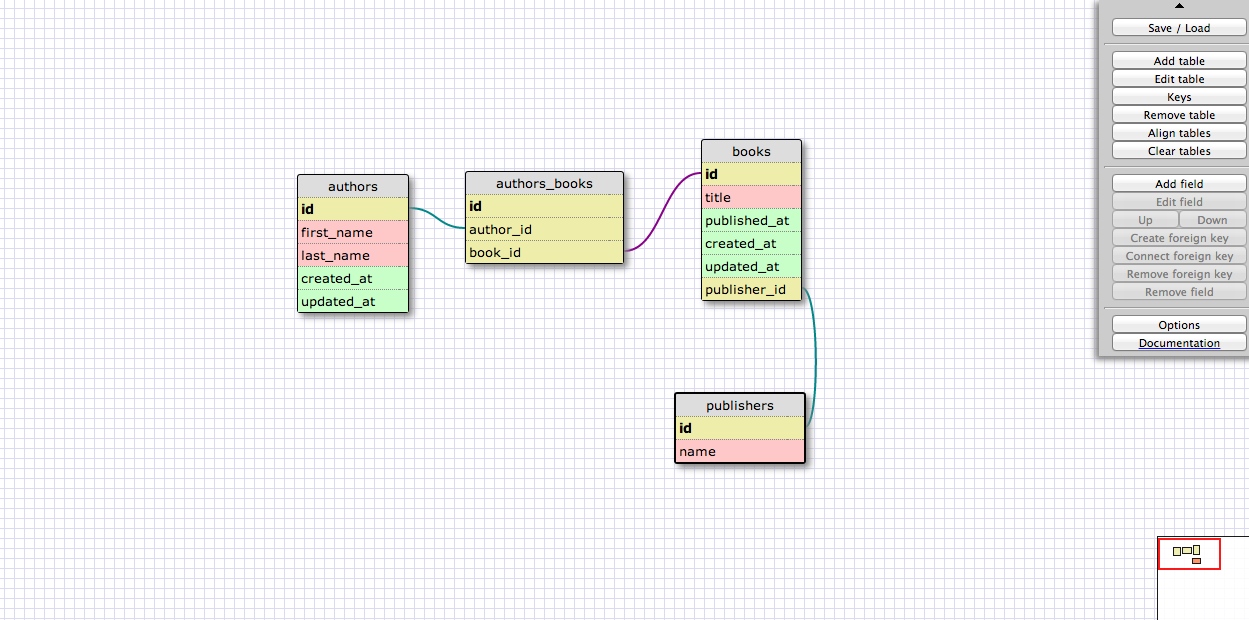 authors
id
first_name
last_name
created_at
updated_at
authors_books
id
author_id
book_id
books
id
title
published_at
created_at
updated_at
publisher_id
publishers
id
name
Save / Load
Add table
Edit table
Keys
Remove table
Align tables
Clear tables
Add field
Edit field
Up Down
Create foreign key
Connect foreign key
Remove foreign key
Remove field
Options
Documentation